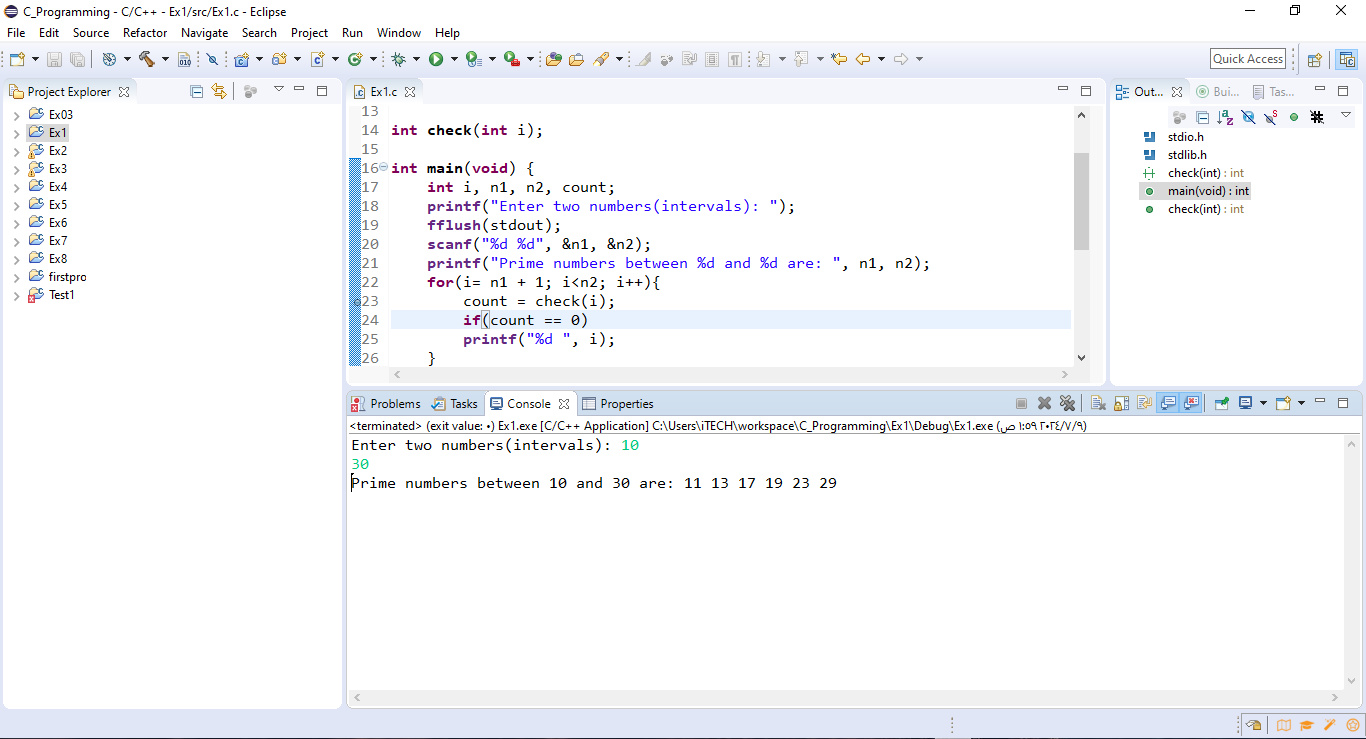 C_Programming - C/C++ - Ex1/src/Ex1.c - Eclipse
File Edit Source Refactor Navigate Search Project Run Window Help
Quick Access
Project Explorer
Ex03
Ex1
Ex2
Ex3
Ex4
Ex5
Ex6
Ex7
Ex8
firstpro
Test1
Ex1.c
13
14 int check(int i);
15
16 int main(void) {
17 int i, n1, n2, count;
18 printf("Enter two numbers(intervals): ");
19 fflush(stdout);
20 scanf("%d %d", &n1, &n2);
21 printf("Prime numbers between %d and %d are: ", n1, n2);
22 for(i= n1 + 1; i<n2; i++){
23 count = check(i);
24 if(count == 0)
25 printf("%d ", i);
26 }
Out... Bui... Tas...
stdio.h
stdlib.h
check(int) : int
main(void) : int
check(int) : int
Problems Tasks Console Properties
<terminated> (exit value: ٠) Ex1.exe [C/C++ Application] C:\Users\iTECH\workspace\C_Programming\Ex1\Debug\Ex1.exe (٩/٧/٢٠٢٤ ١:٥٩ ص)
Enter two numbers(intervals): 10
30
Prime numbers between 10 and 30 are: 11 13 17 19 23 29